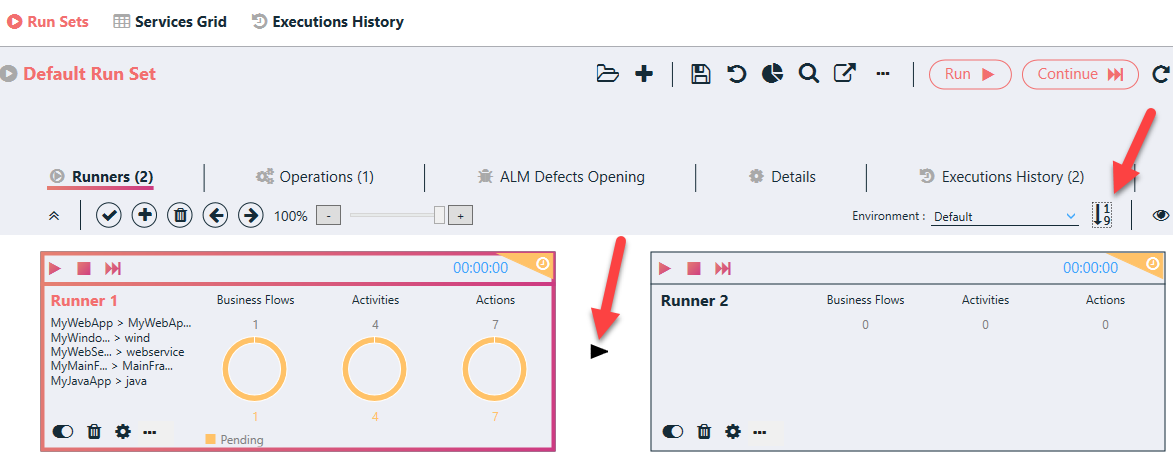 Run Sets Services Grid Executions History
Default Run Set Run Continue
Runners (2) Operations (1) ALM Defects Opening Details Executions History (2)
100% - + Environment : Default 1 9
00:00:00 00:00:00
Runner 1 Business Flows Activities Actions Runner 2 Business Flows Activities Actions
MyWebApp > MyWebAp... 1 4 7 0 0 0
MyWindo... > wind
MyWebSe... > webservice
MyMainF... > MainFra...
MyJavaApp > java
1 4 7
Pending